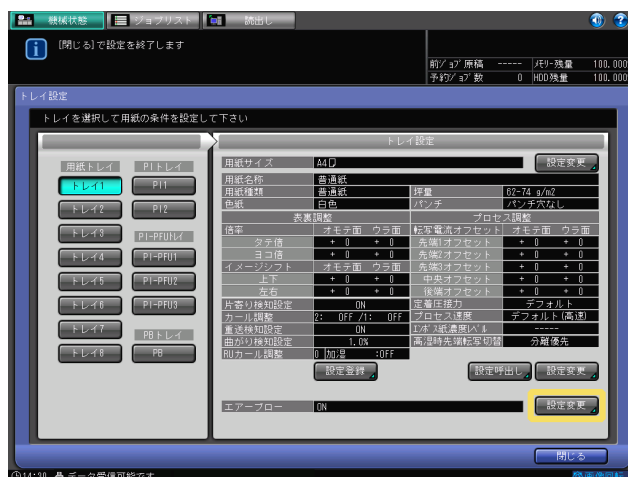 機械状態 ジョブリスト 読出し
[閉じる]で設定を終了します
前ジョブ原稿 ----- メモリ-残量 100.000
予約ジョブ数 0 HDD残量 100.000
トレイ設定
トレイを選択して用紙の条件を設定して下さい
トレイ設定
用紙トレイ PIトレイ
トレイ1 PI1
トレイ2 PI2
トレイ3 PI-PFUトレイ
トレイ4 PI-PFU1
トレイ5 PI-PFU2
トレイ6 PI-PFU3
トレイ7 PBトレイ
トレイ8 PB
用紙サイズ A4 設定変更
用紙名称 普通紙
用紙種類 普通紙 坪量 62-74 g/m2
色紙 白色 パンチ パンチ穴なし
表裏調整 プロセス調整
倍率 オモテ面 ウラ面 転写電流オフセット オモテ面 ウラ面
タテ倍 + 0 + 0 先端1オフセット + 0 + 0
ヨコ倍 + 0 + 0 先端2オフセット + 0 + 0
イメージシフト オモテ面 ウラ面 先端3オフセット + 0 + 0
上下 + 0 + 0 中央オフセット + 0 + 0
左右 + 0 + 0 後端オフセット + 0 + 0
片寄り検知設定 ON 定着圧接力 デフォルト
カール調整 2: OFF /1: OFF プロセス速度 デフォルト(高速)
重送検知設定 ON エンボス紙濃度レベル -----
曲がり検知設定 1.0% 高湿時先端転写切替 分離優先
RUカール調整 0 加湿 :OFF
設定登録 設定呼出し 設定変更
エアーブロー ON 設定変更
閉じる
14:30 データ受信可能です 画像回転